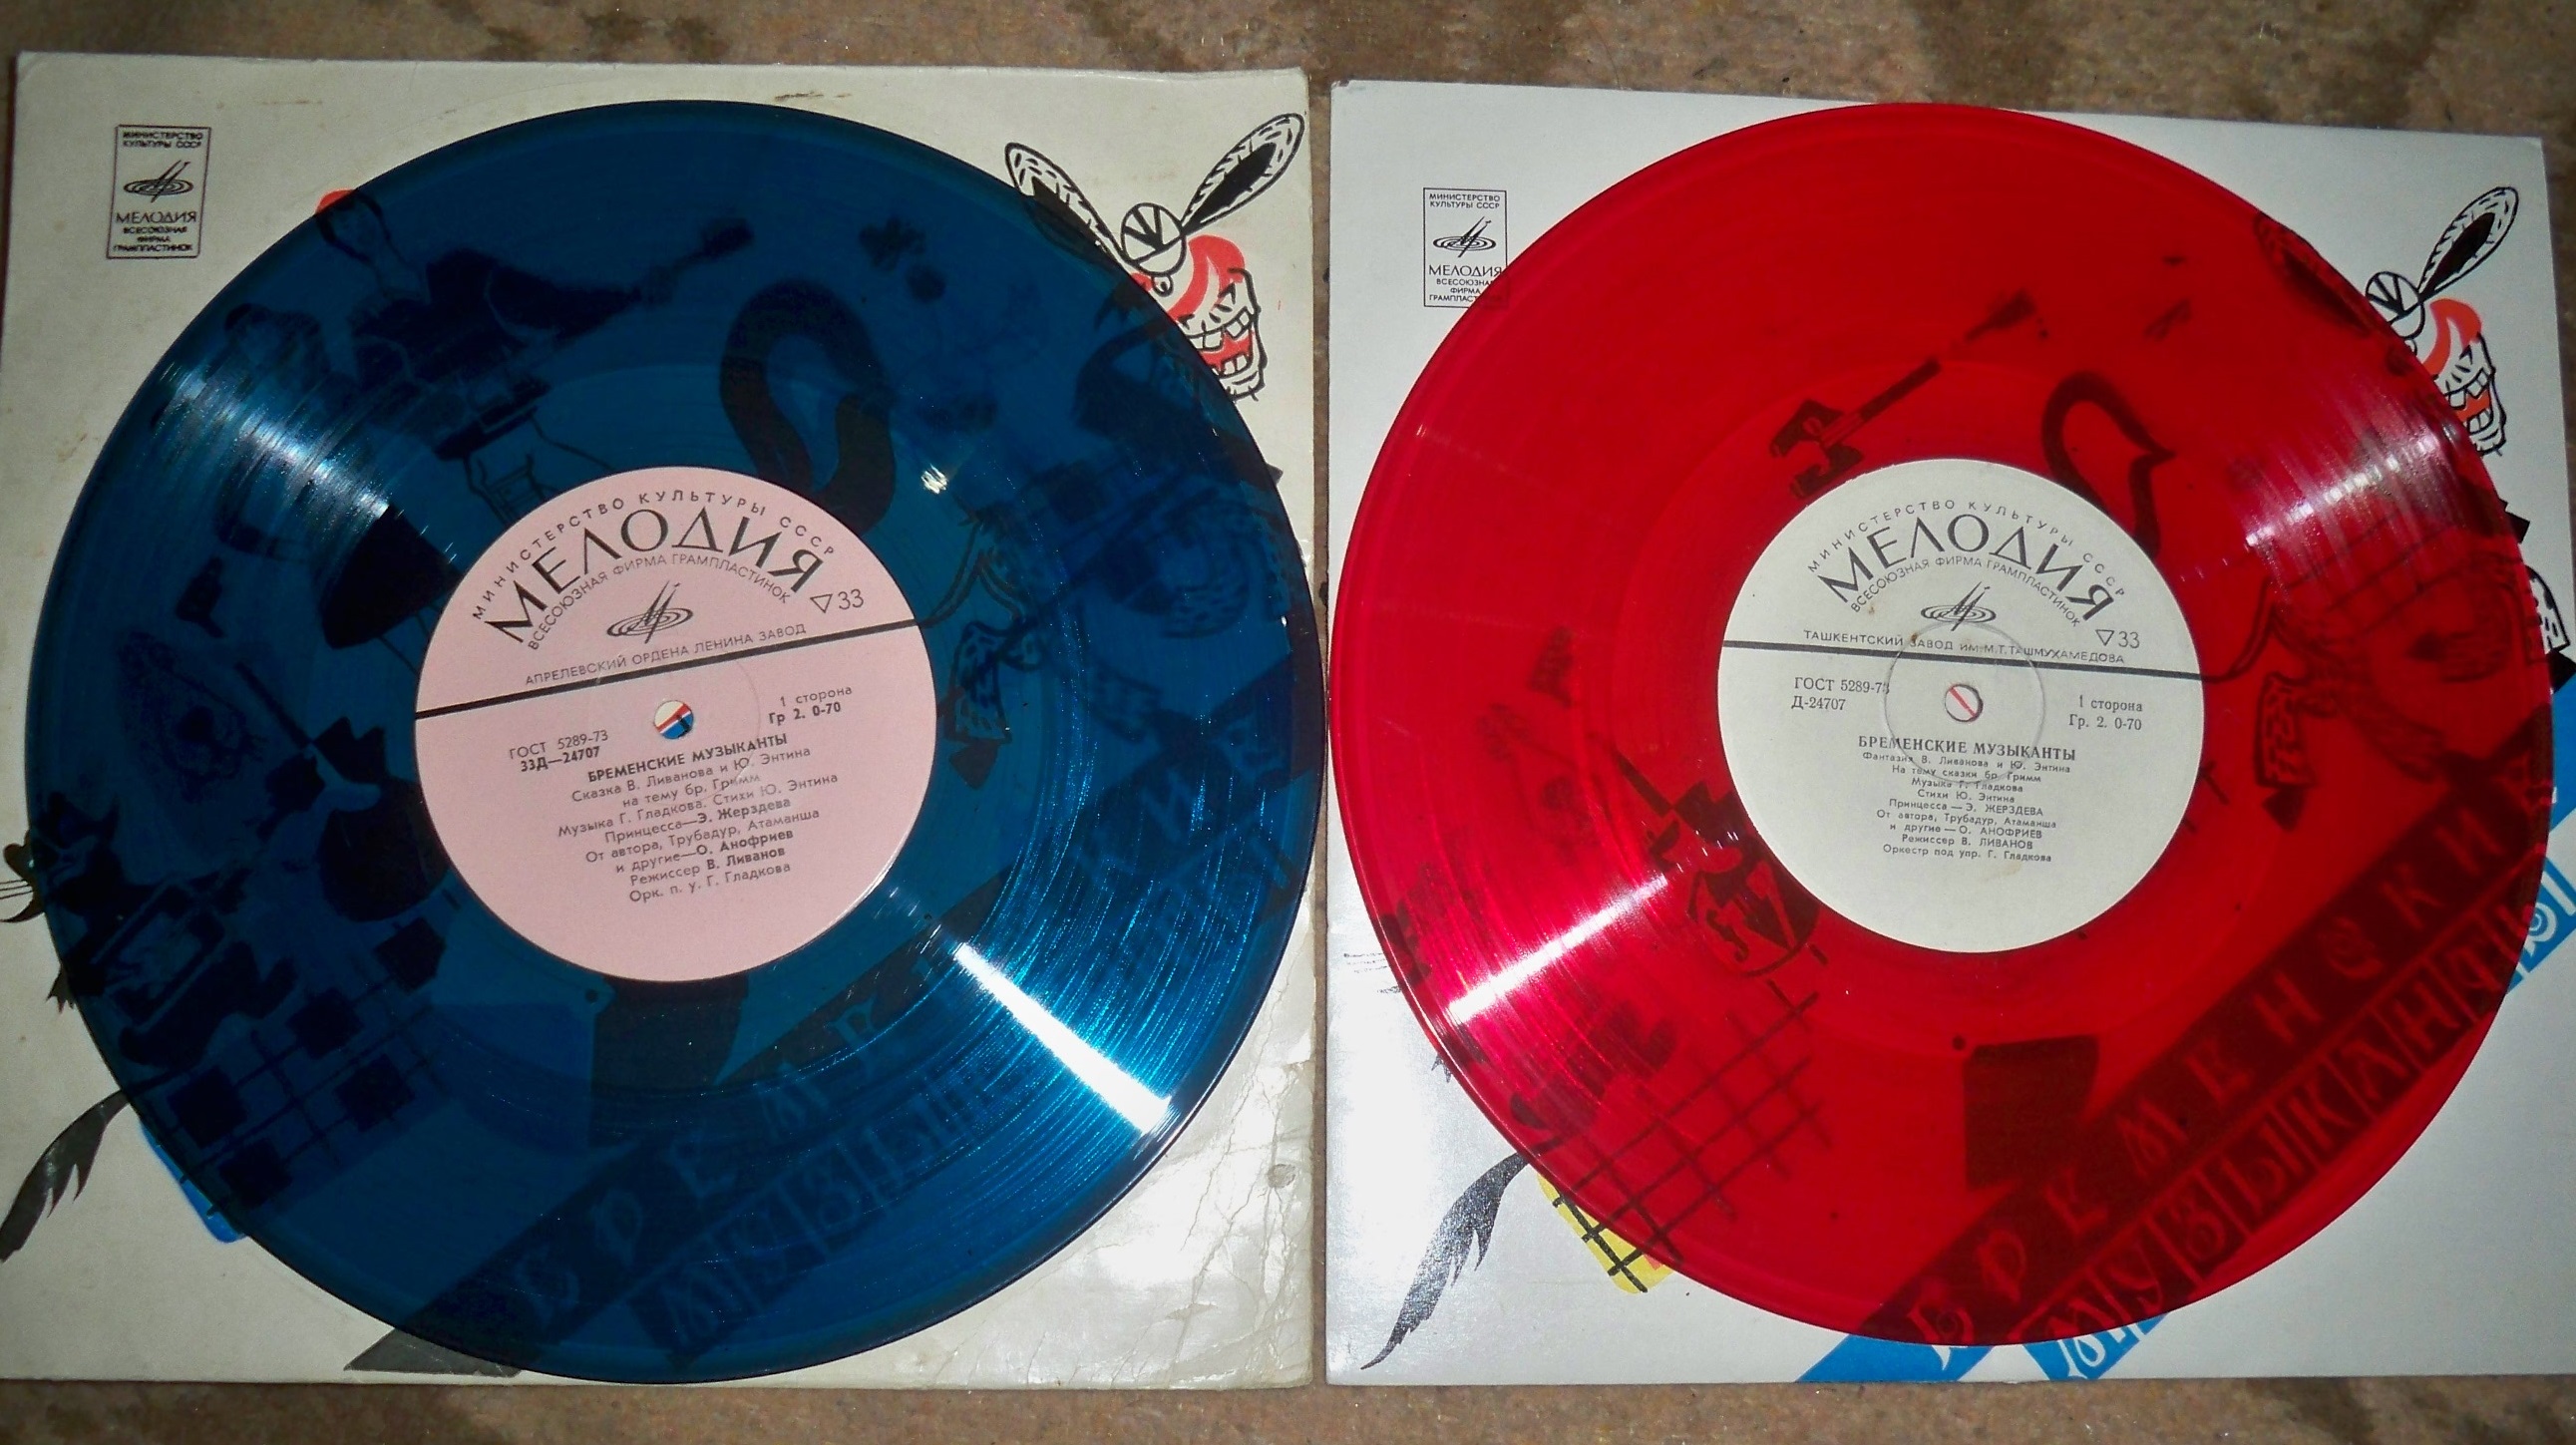 МИНИСТЕРСТВО
КУЛЬТУРЫ СССР
МЕЛОДИЯ
ВСЕСОЮЗНАЯ
ФИРМА
ГРАМПЛАСТИНОК
МИНИСТЕРСТВО КУЛЬТУРЫ СССР
МЕЛОДИЯ
ВСЕСОЮЗНАЯ ФИРМА ГРАМПЛАСТИНОК
▽33
АПРЕЛЕВСКИЙ ОРДЕНА ЛЕНИНА ЗАВОД
ГОСТ 5289-73
33Д—24707
1 сторона
Гр 2. 0-70
БРЕМЕНСКИЕ МУЗЫКАНТЫ
Сказка В. Ливанова и Ю. Энтина
на тему бр. Гримм
Музыка Г. Гладкова. Стихи Ю. Энтина
Принцесса—Э. Жерздева
От автора, Трубадур, Атаманша
и другие—О. Анофриев
Режиссер В. Ливанов
Орк. п. у. Г. Гладкова
МИНИСТЕРСТВО
КУЛЬТУРЫ СССР
МЕЛОДИЯ
ФИРМА
МИНИСТЕРСТВО КУЛЬТУРЫ СССР
МЕЛОДИЯ
ВСЕСОЮЗНАЯ ФИРМА ГРАМПЛАСТИНОК
▽33
ТАШКЕНТСКИЙ ЗАВОД ИМ. М.Т.ТАШМУХАМЕДОВА
ГОСТ 5289-73
Д-24707
1 сторона
Гр. 2. 0-70
БРЕМЕНСКИЕ МУЗЫКАНТЫ
Фантазия В. Ливанова и Ю. Энтина
На тему сказки бр. Гримм
Музыка Г. Гладкова
Стихи Ю. Энтина
Принцесса — Э. ЖЕРЗДЕВА
От автора, Трубадур, Атаманша
и другие — О. АНОФРИЕВ
Режиссер В. ЛИВАНОВ
Оркестр под упр. Г. Гладкова
БРЕМЕНСКИЕ
МУЗЫКАНТЫ